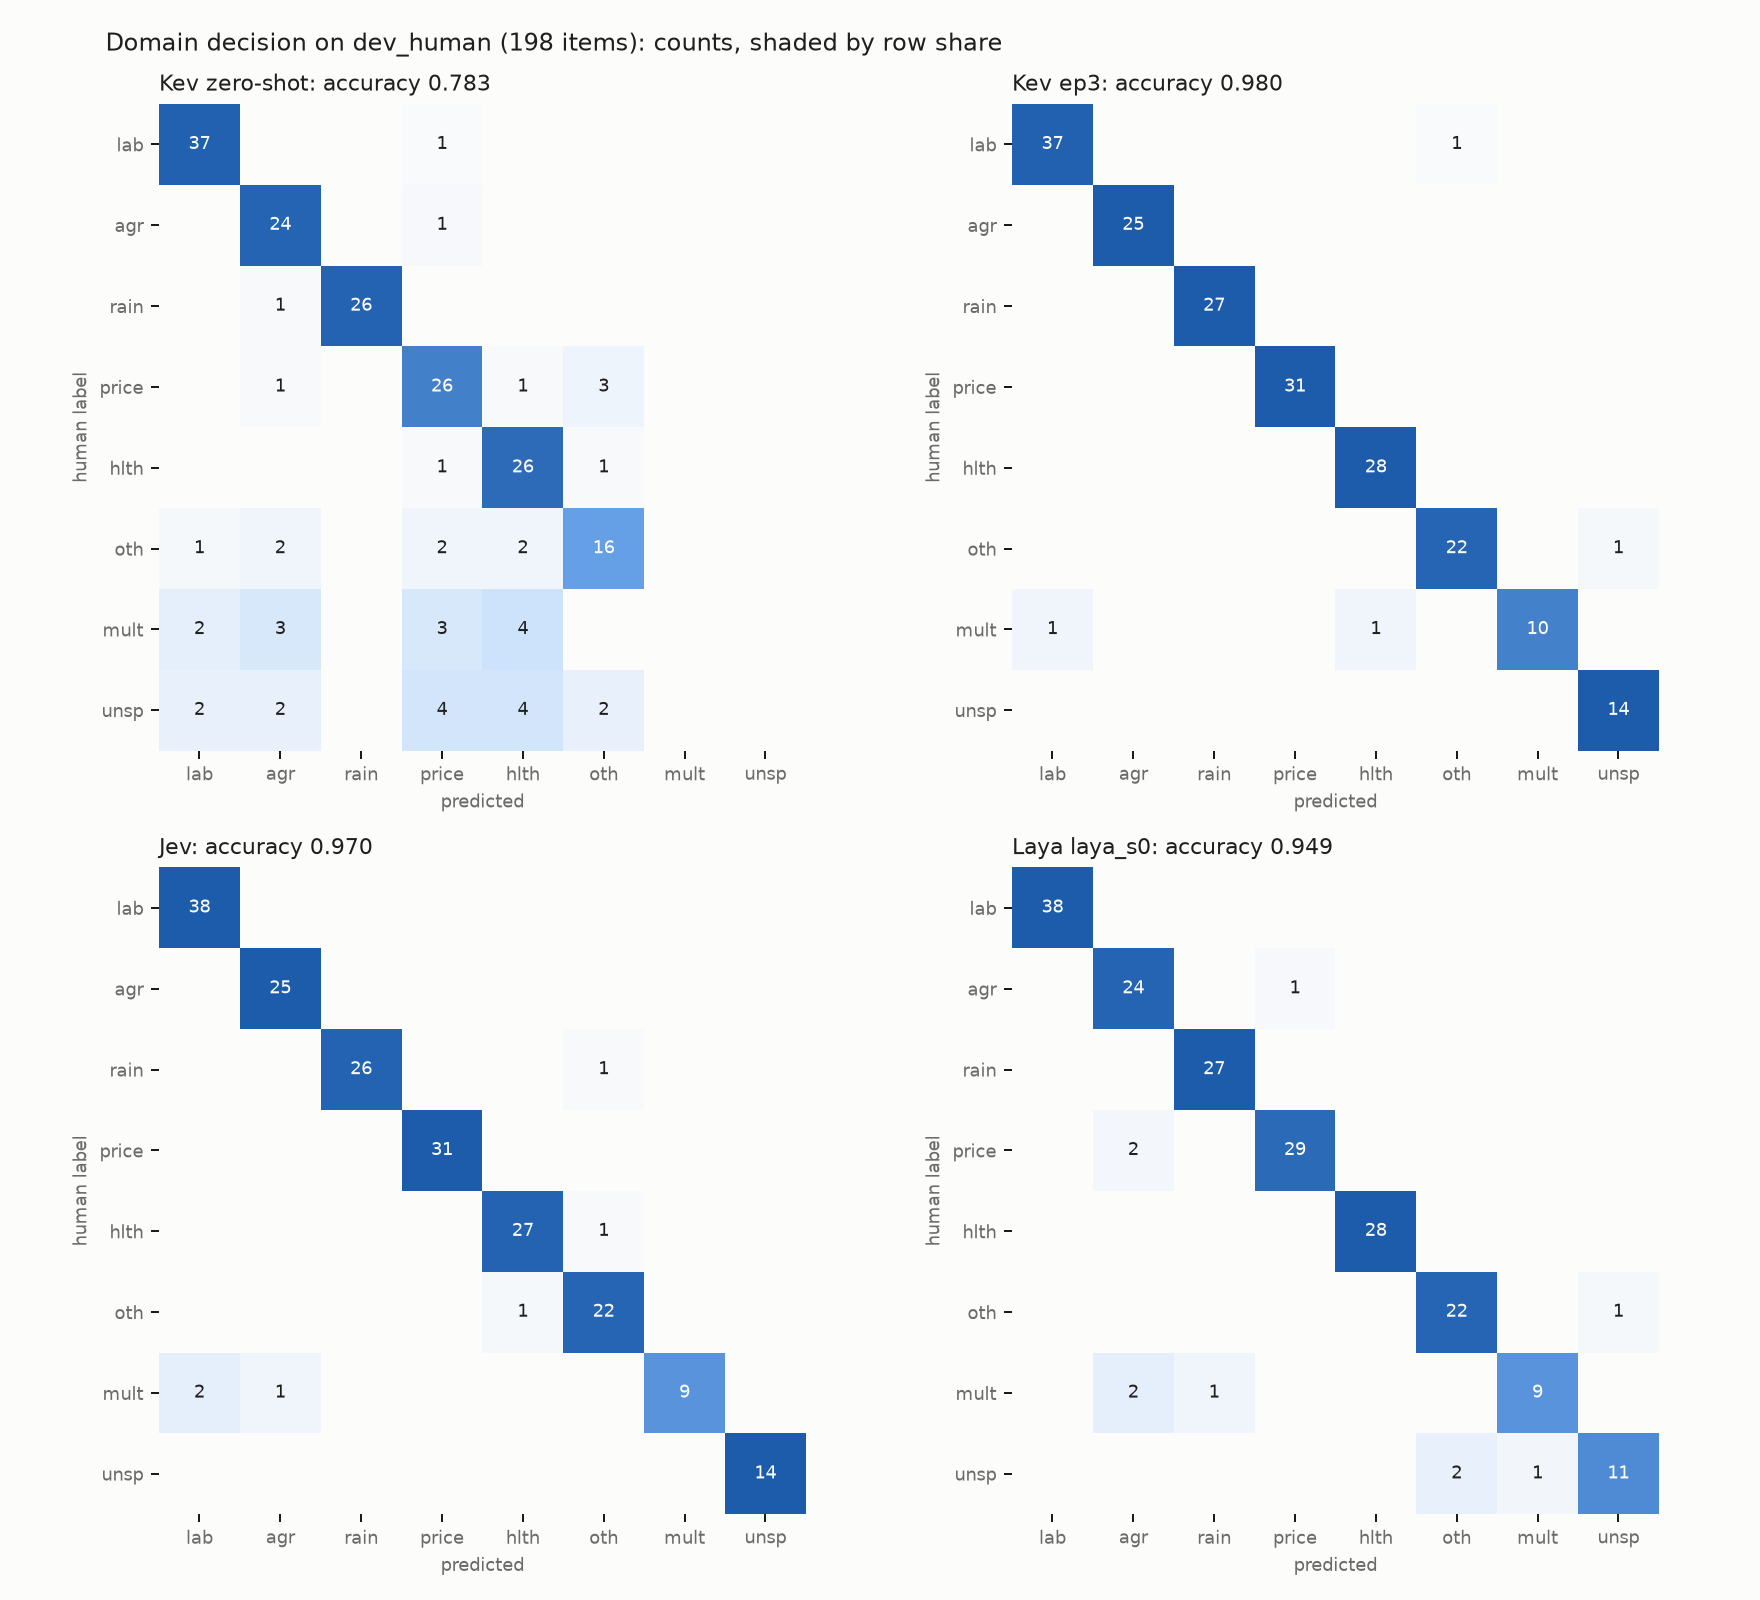 Domain decision on dev_human (198 items): counts, shaded by row share
Kev zero-shot: accuracy 0.783
lab 37 1
agr 24 1
rain 1 26
price 1 26 1 3
hlth 1 26 1
oth 1 2 2 2 16
mult 2 3 3 4
unsp 2 2 4 4 2
lab agr rain price hlth oth mult unsp
predicted
human label
Kev ep3: accuracy 0.980
lab 37 1
agr 25
rain 27
price 31
hlth 28
oth 22 1
mult 1 1 10
unsp 14
lab agr rain price hlth oth mult unsp
predicted
human label
Jev: accuracy 0.970
lab 38
agr 25
rain 26 1
price 31
hlth 27 1
oth 1 22
mult 2 1 9
unsp 14
lab agr rain price hlth oth mult unsp
predicted
human label
Laya laya_s0: accuracy 0.949
lab 38
agr 24 1
rain 27
price 2 29
hlth 28
oth 22 1
mult 2 1 9
unsp 2 1 11
lab agr rain price hlth oth mult unsp
predicted
human label